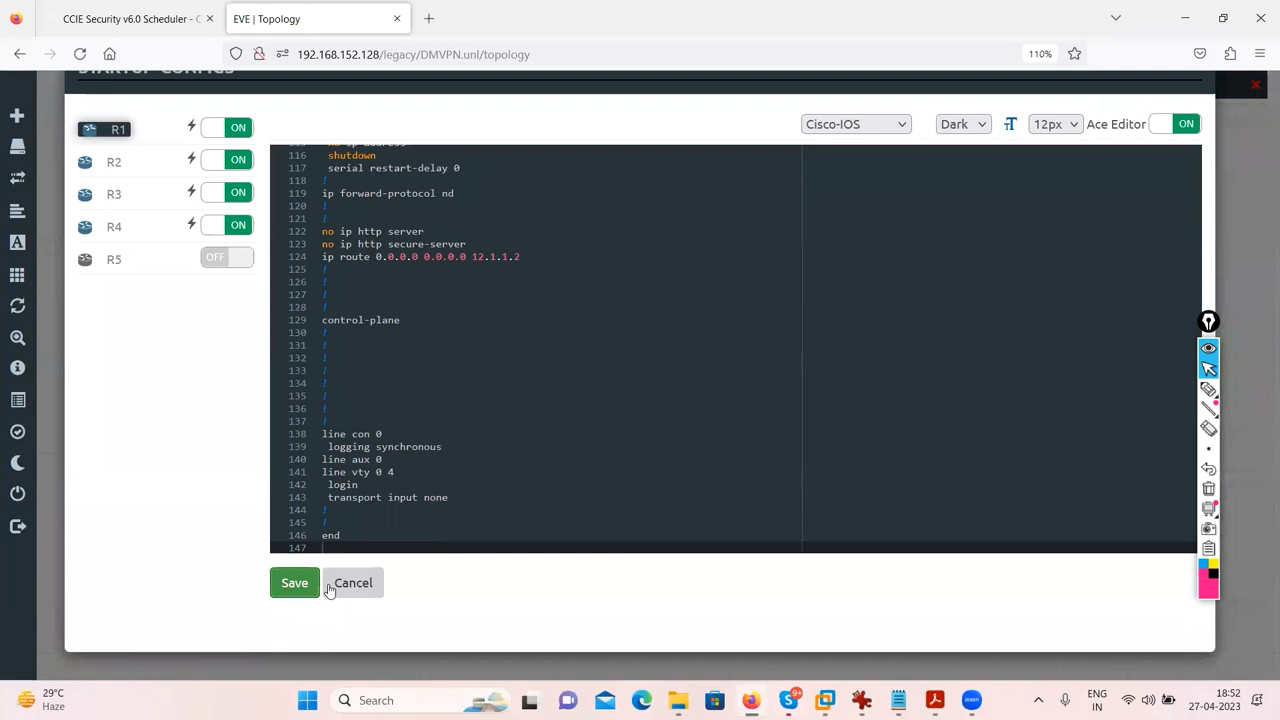 CCIE Security v6.0 Scheduler - C
EVE | Topology
192.168.152.128/legacy/DMVPN.unl/topology
110%
STARTUP CONFIGS
R1
ON
R2
ON
R3
ON
R4
ON
R5
OFF
Cisco-IOS
Dark
12px
Ace Editor
ON
116 shutdown
117 serial restart-delay 0
118 !
119 ip forward-protocol nd
120 !
121 !
122 no ip http server
123 no ip http secure-server
124 ip route 0.0.0.0 0.0.0.0 12.1.1.2
125 !
126 !
127 !
128 !
129 control-plane
130 !
131 !
132 !
133 !
134 !
135 !
136 !
137 !
138 line con 0
139 logging synchronous
140 line aux 0
141 line vty 0 4
142 login
143 transport input none
144 !
145 !
146 end
147
Save
Cancel
29°C
Haze
Search
9+
zoom
ENG
IN
18:52
27-04-2023